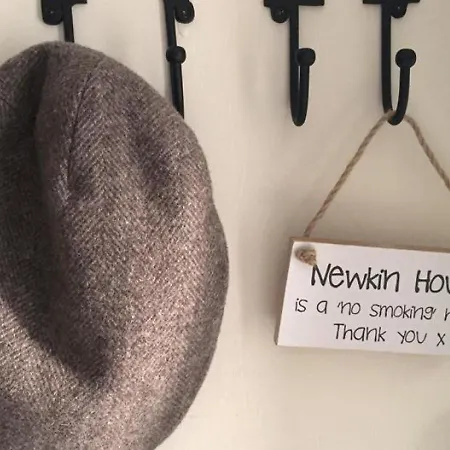 Newkin Hou
is a 'no smoking h
Thank you x